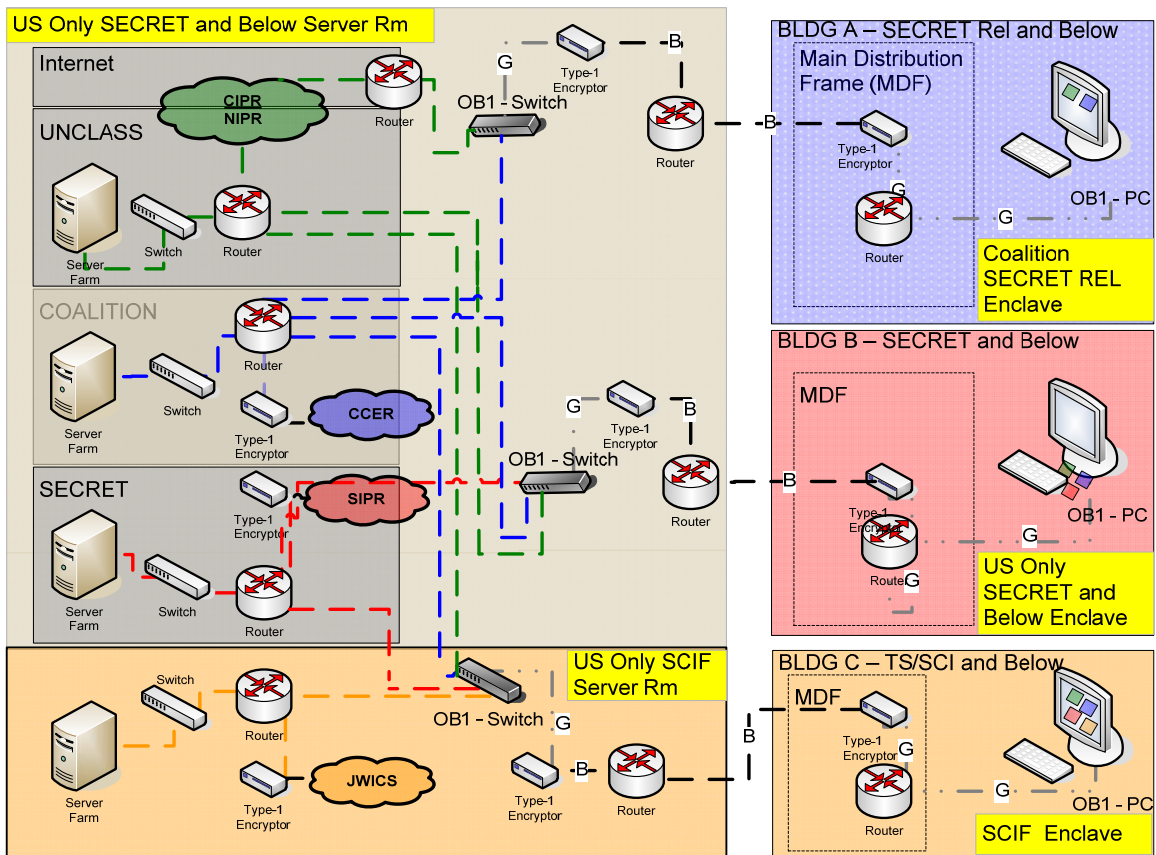 US Only SECRET and Below Server Rm
Internet
CIPR
NIPR
Router
UNCLASS
Server
Farm
Switch
Router
COALITION
Server
Farm
Switch
Router
Type-1
Encryptor
CCER
SECRET
Type-1
Encryptor
SIPR
Server
Farm
Switch
Router
OB1 - Switch
G
Type-1
Encryptor
B
Router
B
OB1 - Switch
G
Type-1
Encryptor
B
Router
B
US Only SCIF
Server Rm
Switch
Server
Farm
Router
Type-1
Encryptor
JWICS
OB1 - Switch
G
Type-1
Encryptor
B
Router
B
BLDG A – SECRET Rel and Below
Main Distribution
Frame (MDF)
Type-1
Encryptor
G
Router
G
OB1 - PC
Coalition
SECRET REL
Enclave
BLDG B – SECRET and Below
MDF
Type-1
Encryptor
Router
G
G
OB1 - PC
US Only
SECRET and
Below Enclave
BLDG C – TS/SCI and Below
MDF
Type-1
Encryptor
G
Router
G
OB1 - PC
SCIF Enclave